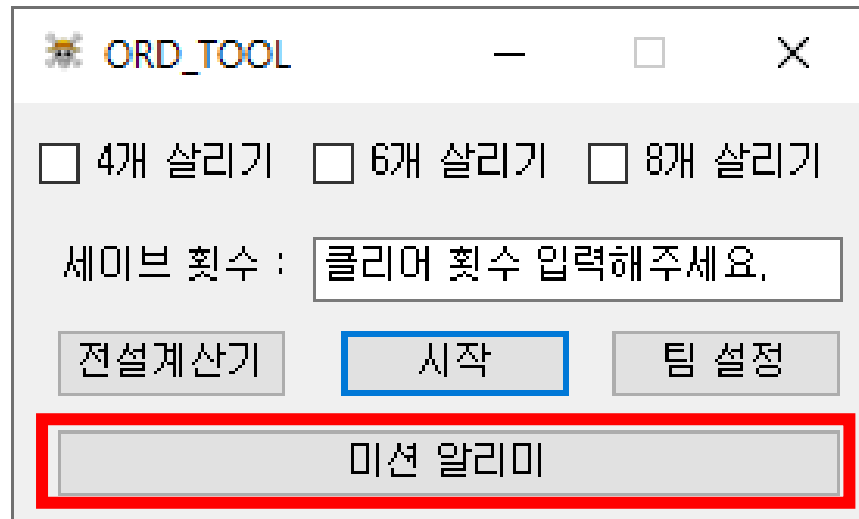 ORD_TOOL
4개 살리기 6개 살리기 8개 살리기
세이브 횟수 : 클리어 횟수 입력해주세요.
전설계산기 시작 팀 설정
미션 알리미